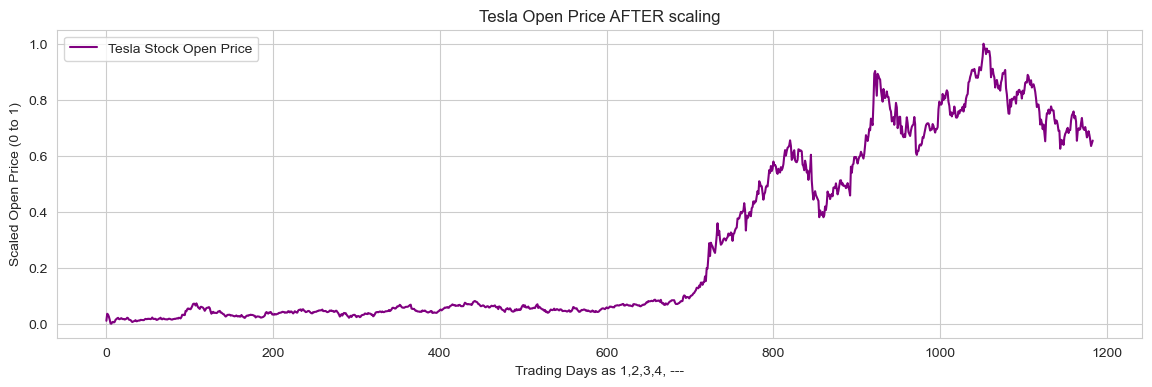 Tesla Open Price AFTER scaling
Tesla Stock Open Price
Scaled Open Price (0 to 1)
1.0
0.8
0.6
0.4
0.2
0.0
0 200 400 600 800 1000 1200
Trading Days as 1,2,3,4, ---